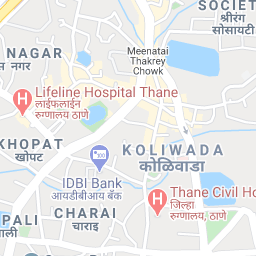 SOCIET
श्रीरंग
सोसायटी
NAGAR
नगर
Meenatai
Thakrey
Chowk
Lifeline Hospital Thane
लाईफलाईन
रुग्णालय ठाणे
KHOPAT
खोपट
KOLIWADA
कोळिवाडा
IDBI Bank
आयडीबीआय बँक
Thane Civil Ho
जिल्हा
रुग्णालय, ठाणे
PALI
ाली
CHARAI
चाराइ